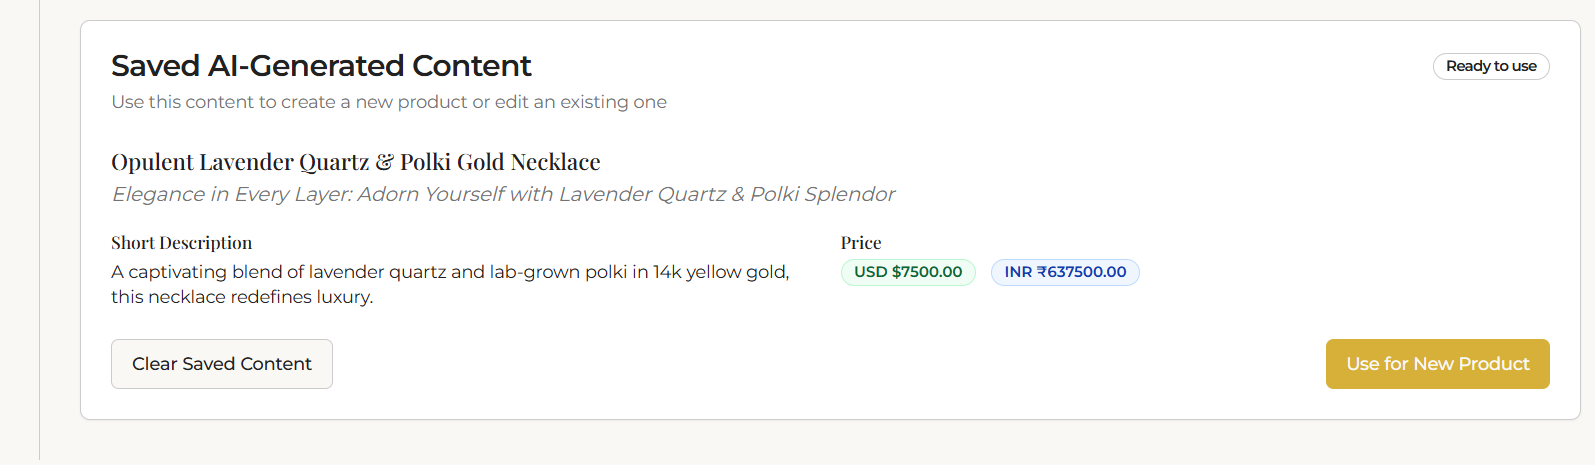 Saved AI-Generated Content
Ready to use
Use this content to create a new product or edit an existing one
Opulent Lavender Quartz & Polki Gold Necklace
Elegance in Every Layer: Adorn Yourself with Lavender Quartz & Polki Splendor
Short Description
A captivating blend of lavender quartz and lab-grown polki in 14k yellow gold,
this necklace redefines luxury.
Price
USD $7500.00
INR ₹637500.00
Clear Saved Content
Use for New Product